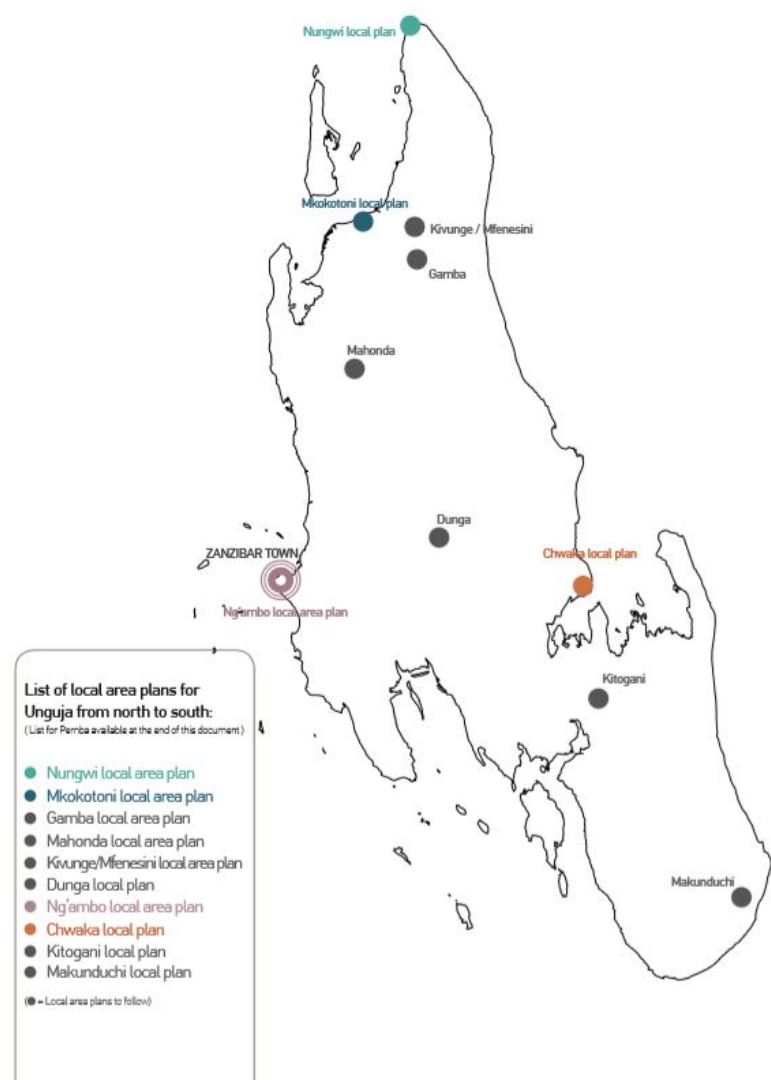 Nungwi local plan
Mkokotoni local plan
Kivunge / Mfenesini
Gamba
Mahonda
Dunga
ZANZIBAR TOWN
Chwaka local plan
Ng'ambo local area plan
Kitogani
Makunduchi
List of local area plans for
Unguja from north to south:
( List for Pemba available at the end of this document )
Nungwi local area plan
Mkokotoni local area plan
Gamba local area plan
Mahonda local area plan
Kivunge/Mfenesini local area plan
Dunga local plan
Ng'ambo local area plan
Chwaka local plan
Kitogani local plan
Makunduchi local plan
(● = Local area plans to follow)